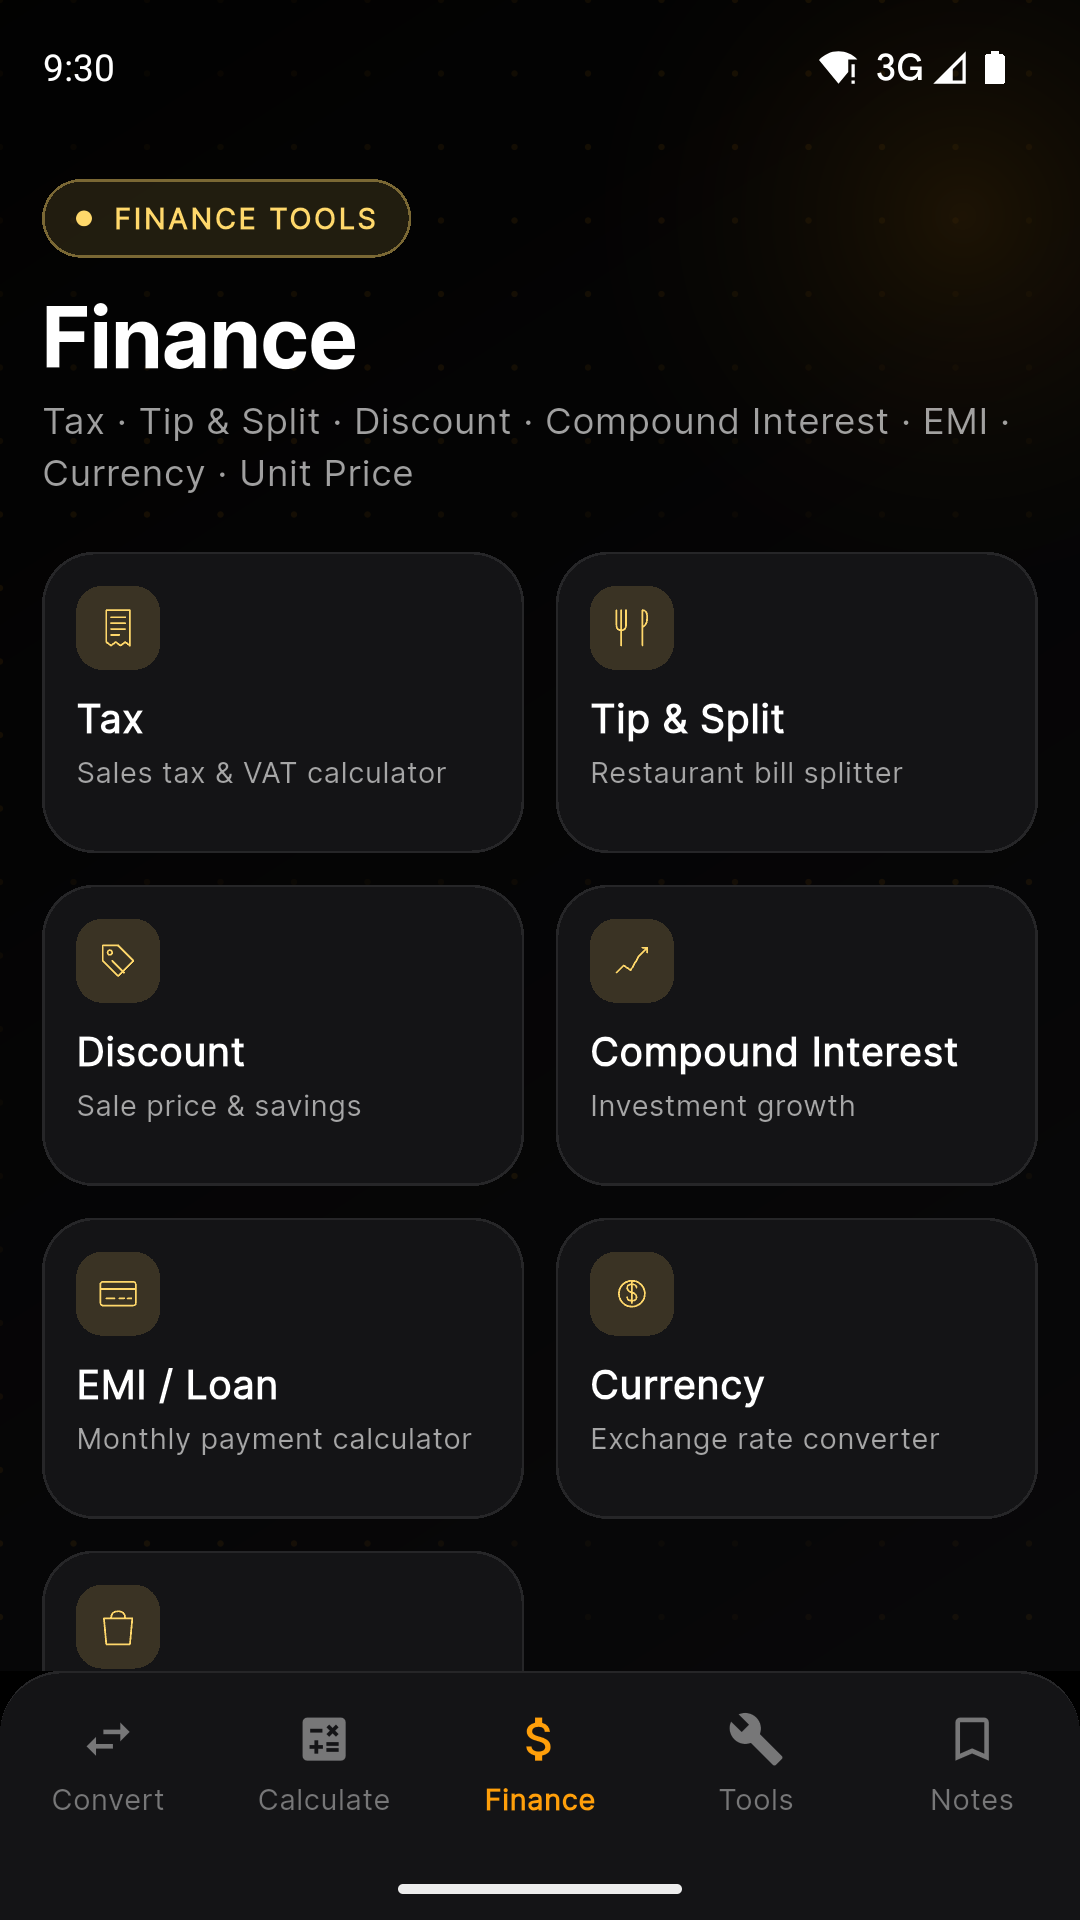 9:30
3G
FINANCE TOOLS
Finance
Tax · Tip & Split · Discount · Compound Interest · EMI ·
Currency · Unit Price
Tax
Sales tax & VAT calculator
Tip & Split
Restaurant bill splitter
Discount
Sale price & savings
Compound Interest
Investment growth
EMI / Loan
Monthly payment calculator
Currency
Exchange rate converter
Convert
Calculate
Finance
Tools
Notes